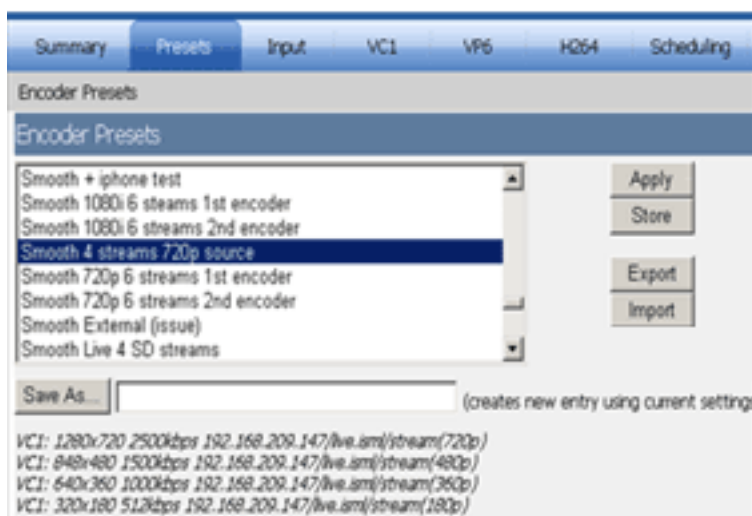 Summary Presets Input VC1 VP6 H264 Scheduling
Encoder Presets
Encoder Presets
Smooth + iphone test
Smooth 1080i 6 steams 1st encoder
Smooth 1080i 6 streams 2nd encoder
Smooth 4 streams 720p source
Smooth 720p 6 streams 1st encoder
Smooth 720p 6 streams 2nd encoder
Smooth External (issue)
Smooth Live 4 SD streams
Apply
Store
Export
Import
Save As... (creates new entry using current settings
VC1: 1280x720 2500kbps 192.168.209.147/live.isml/stream(720p)
VC1: 848x480 1500kbps 192.168.209.147/live.isml/stream(480p)
VC1: 640x360 1000kbps 192.168.209.147/live.isml/stream(360p)
VC1: 320x180 512kbps 192.168.209.147/live.isml/stream(180p)